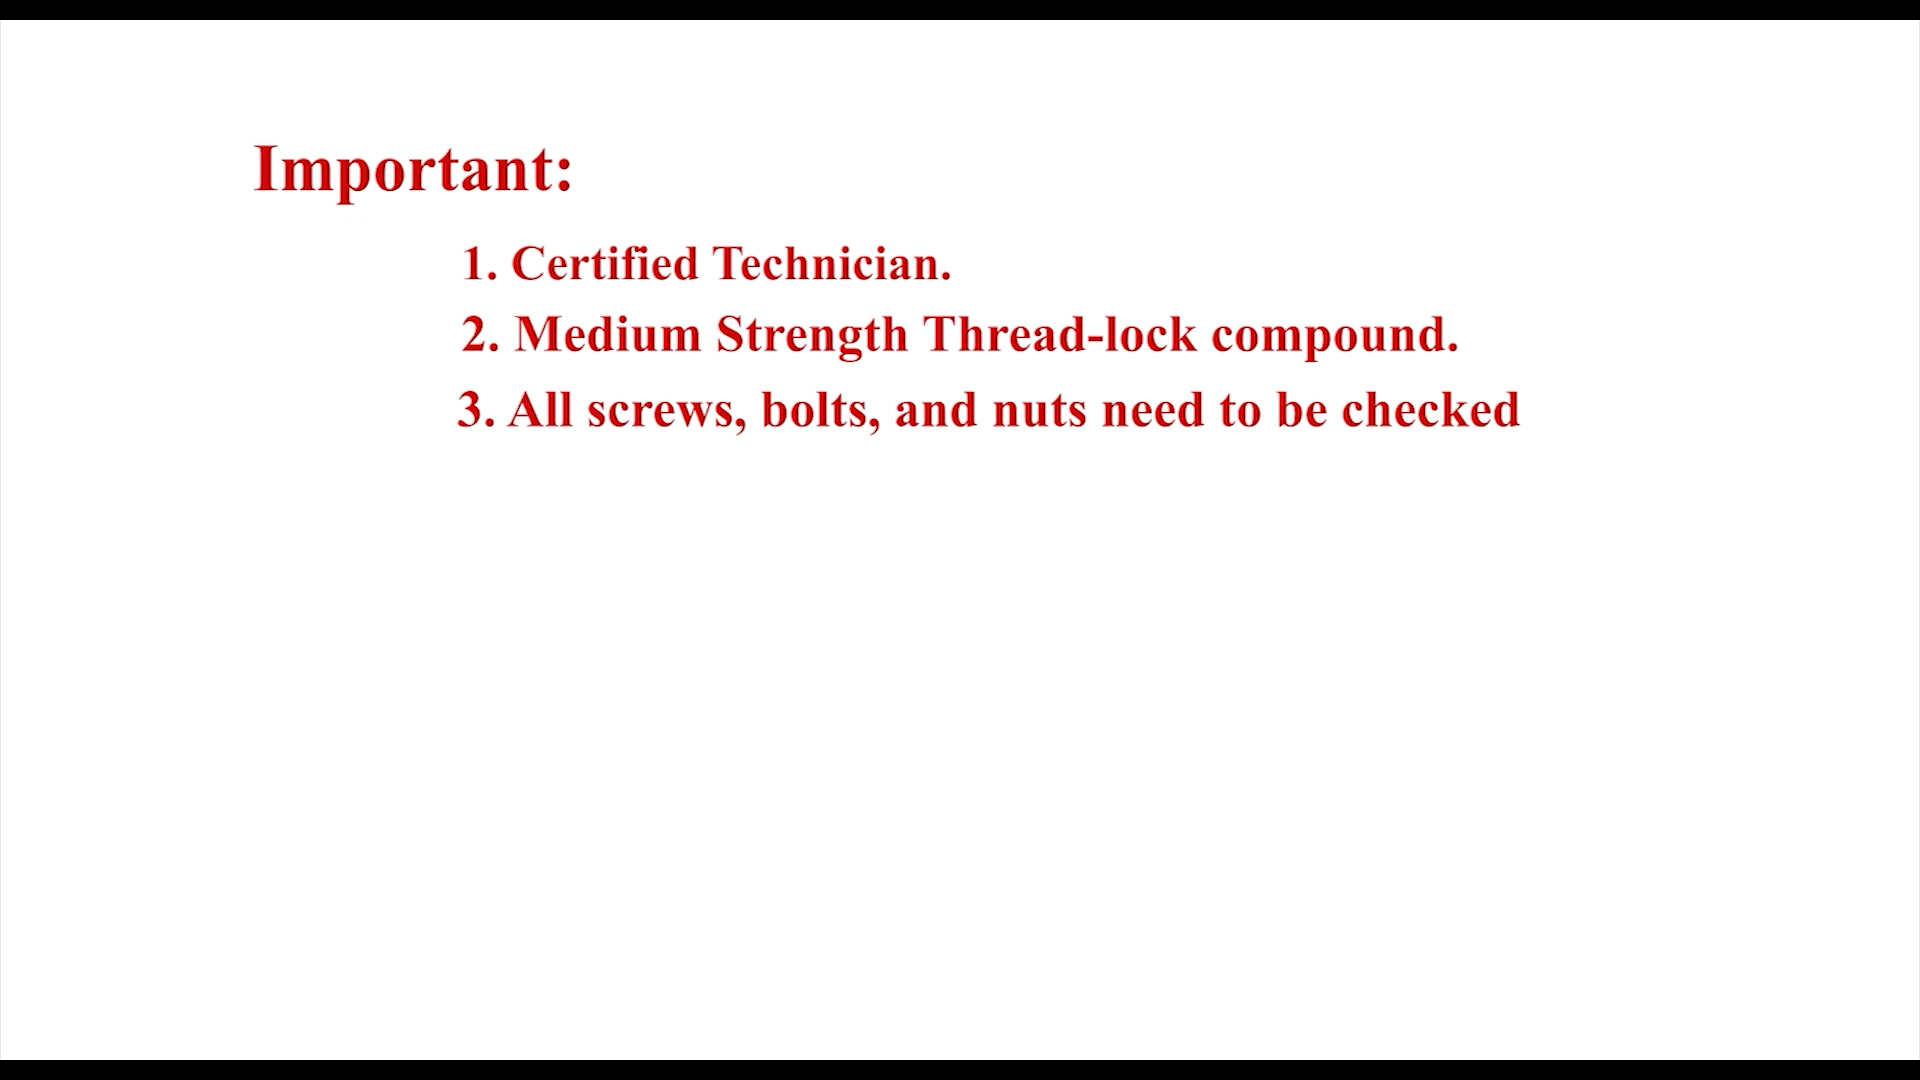 Important:
1. Certified Technician.
2. Medium Strength Thread-lock compound.
3. All screws, bolts, and nuts need to be checked